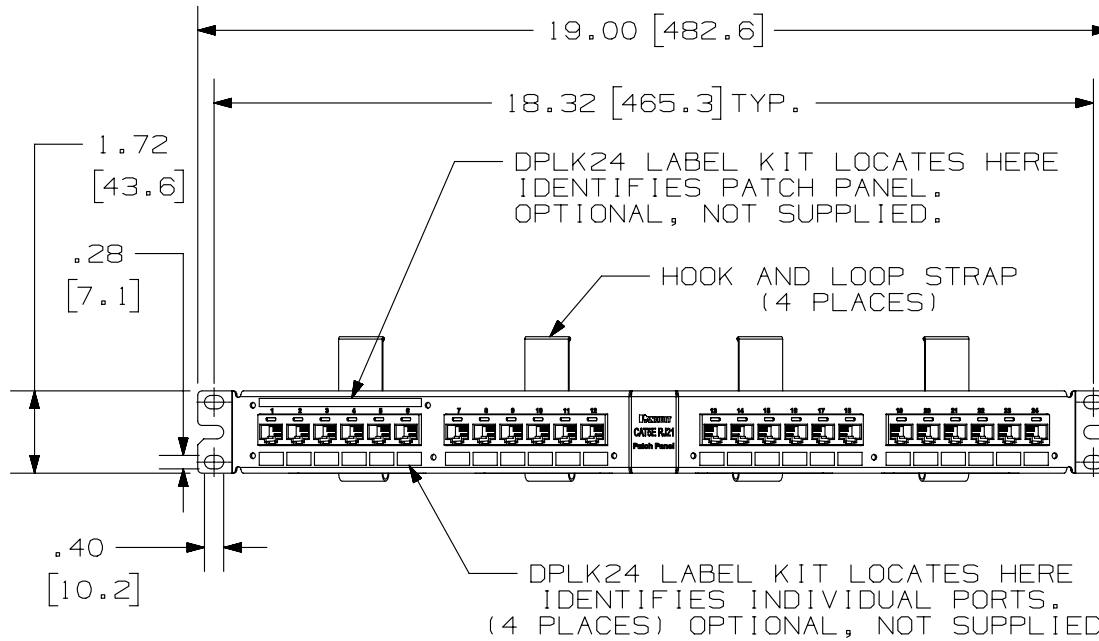 19.00 [482.6]
18.32 [465.3] TYP.
1.72
[43.6]
DPLK24 LABEL KIT LOCATES HERE
IDENTIFIES PATCH PANEL.
OPTIONAL, NOT SUPPLIED.
.28
[7.1]
HOOK AND LOOP STRAP
(4 PLACES)
1 2 3 4 5 6 7 8 9 10 11 12 13 14 15 16 17 18 19 20 21 22 23 24
PANDUIT
CAT5E RJ21
Patch Panel
.40
[10.2]
DPLK24 LABEL KIT LOCATES HERE
IDENTIFIES INDIVIDUAL PORTS.
(4 PLACES) OPTIONAL, NOT SUPPLIED